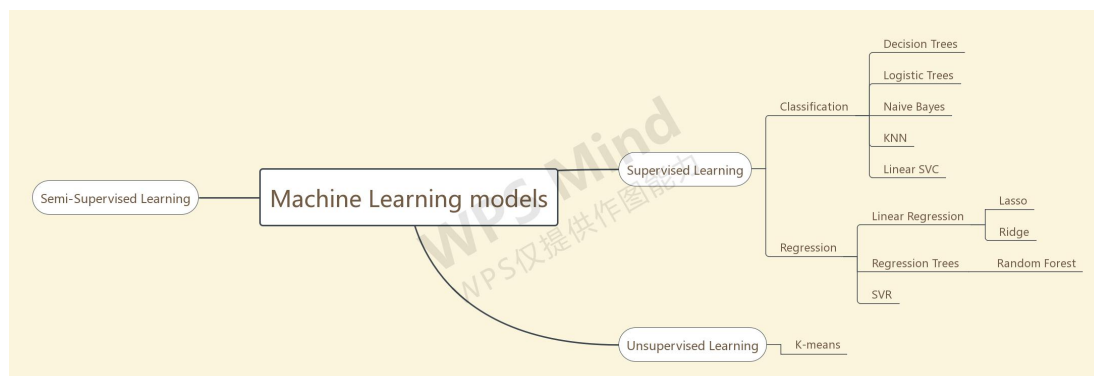 Machine Learning models
Supervised Learning
Classification
Decision Trees
Logistic Trees
Naive Bayes
KNN
Linear SVC
Regression
Linear Regression
Lasso
Ridge
Regression Trees
Random Forest
SVR
Unsupervised Learning
K-means
Semi-Supervised Learning
WPS Mind
WPS仅提供作图能力